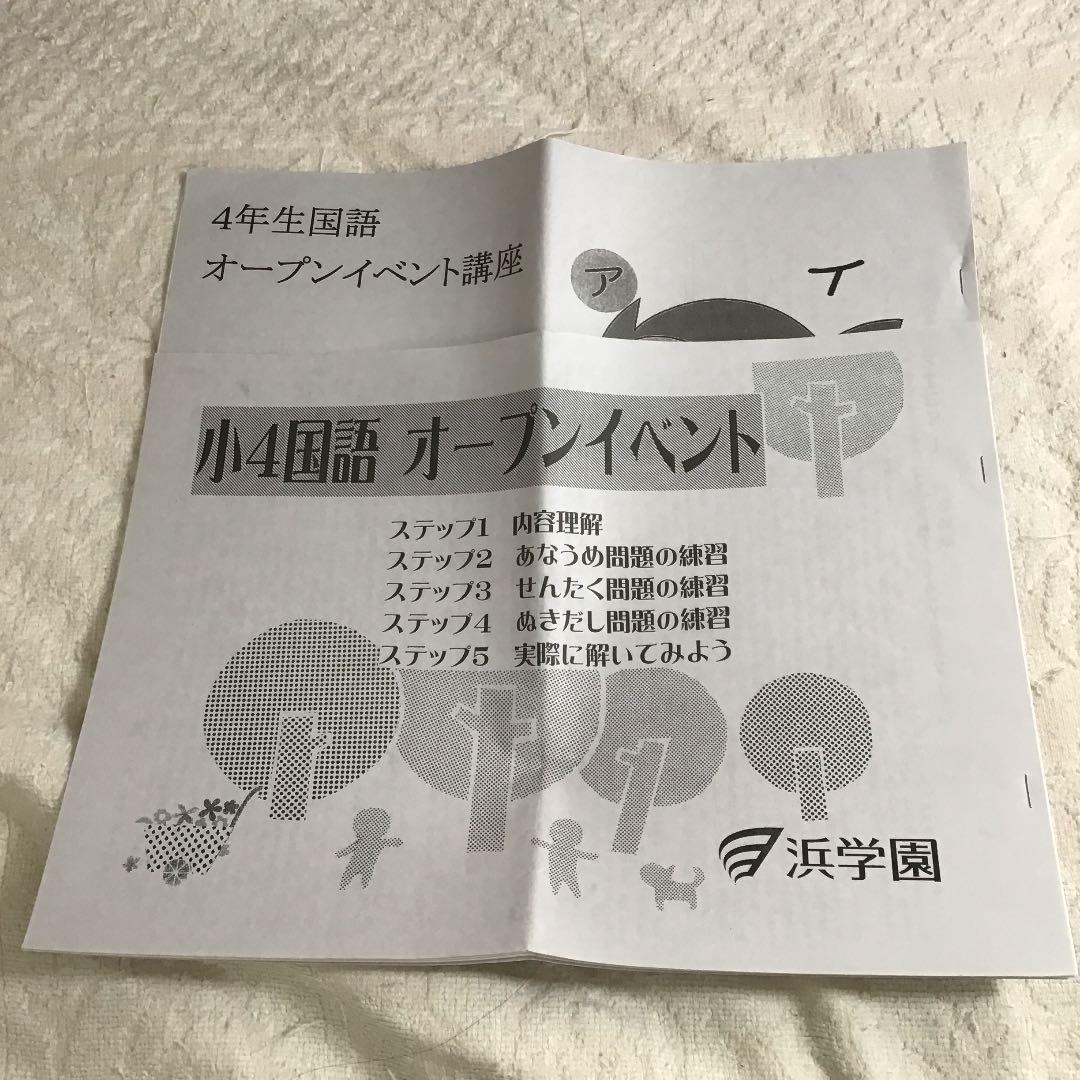 4年生国語
オープンイベント講座
ア イ
小4国語 オープンイベント
ステップ1 内容理解
ステップ2 あなうめ問題の練習
ステップ3 せんたく問題の練習
ステップ4 ぬきだし問題の練習
ステップ5 実際に解いてみよう
浜学園